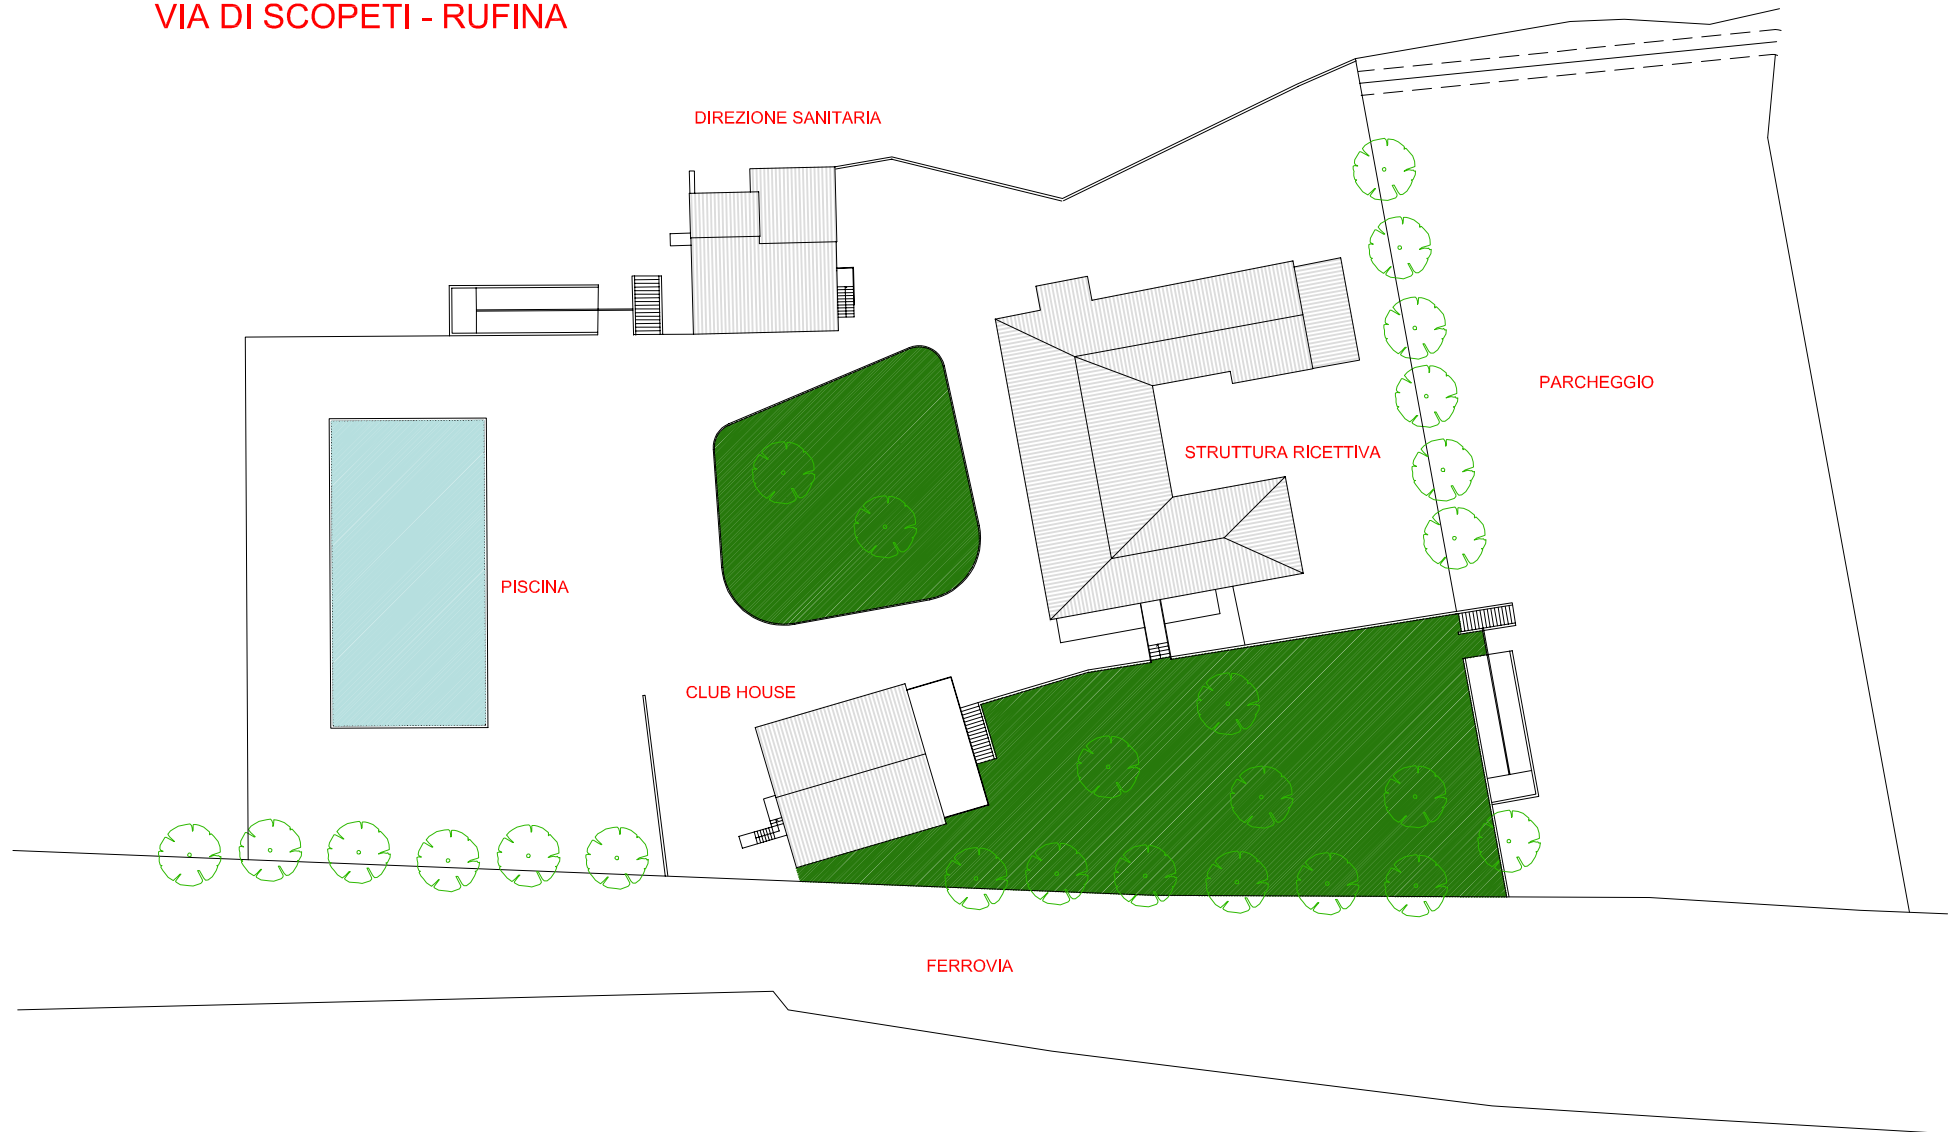 VIA DI SCOPETI - RUFINA
DIREZIONE SANITARIA
PARCHEGGIO
STRUTTURA RICETTIVA
PISCINA
CLUB HOUSE
FERROVIA